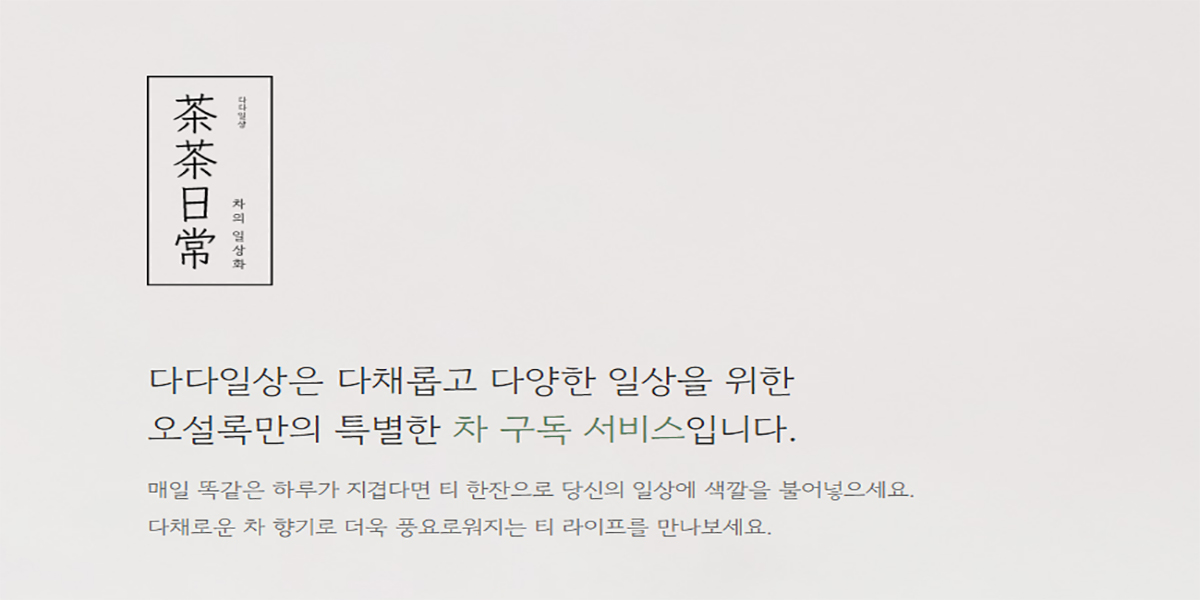 茶茶日常
다다일상
차의 일상화
다다일상은 다채롭고 다양한 일상을 위한
오설록만의 특별한 차 구독 서비스입니다.
매일 똑같은 하루가 지겹다면 티 한잔으로 당신의 일상에 색깔을 불어넣으세요.
다채로운 차 향기로 더욱 풍요로워지는 티 라이프를 만나보세요.